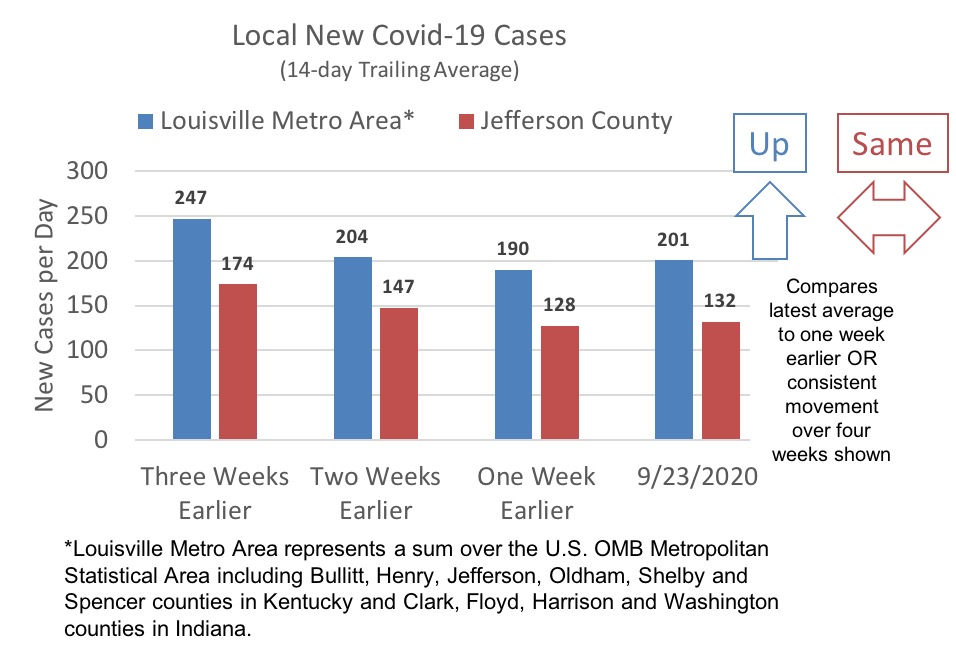 Local New Covid-19 Cases
(14-day Trailing Average)
Louisville Metro Area* Jefferson County
Up Same
New Cases per Day
300
250
200
150
100
50
0
247
174
204
147
190
128
201
132
Three Weeks Earlier
Two Weeks Earlier
One Week Earlier
9/23/2020
Compares
latest average
to one week
earlier OR
consistent
movement
over four
weeks shown
*Louisville Metro Area represents a sum over the U.S. OMB Metropolitan
Statistical Area including Bullitt, Henry, Jefferson, Oldham, Shelby and
Spencer counties in Kentucky and Clark, Floyd, Harrison and Washington
counties in Indiana.